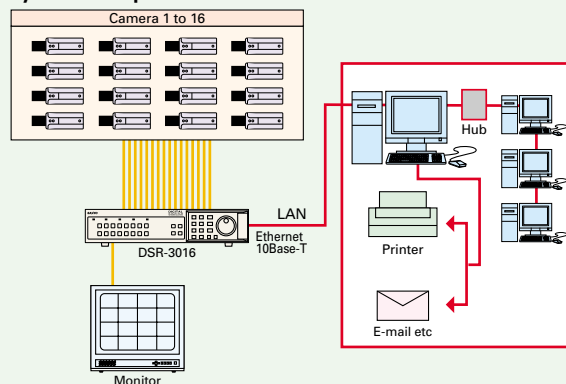 Camera 1 to 16
Hub
LAN
Ethernet
10Base-T
DSR-3016
Printer
E-mail etc
Monitor